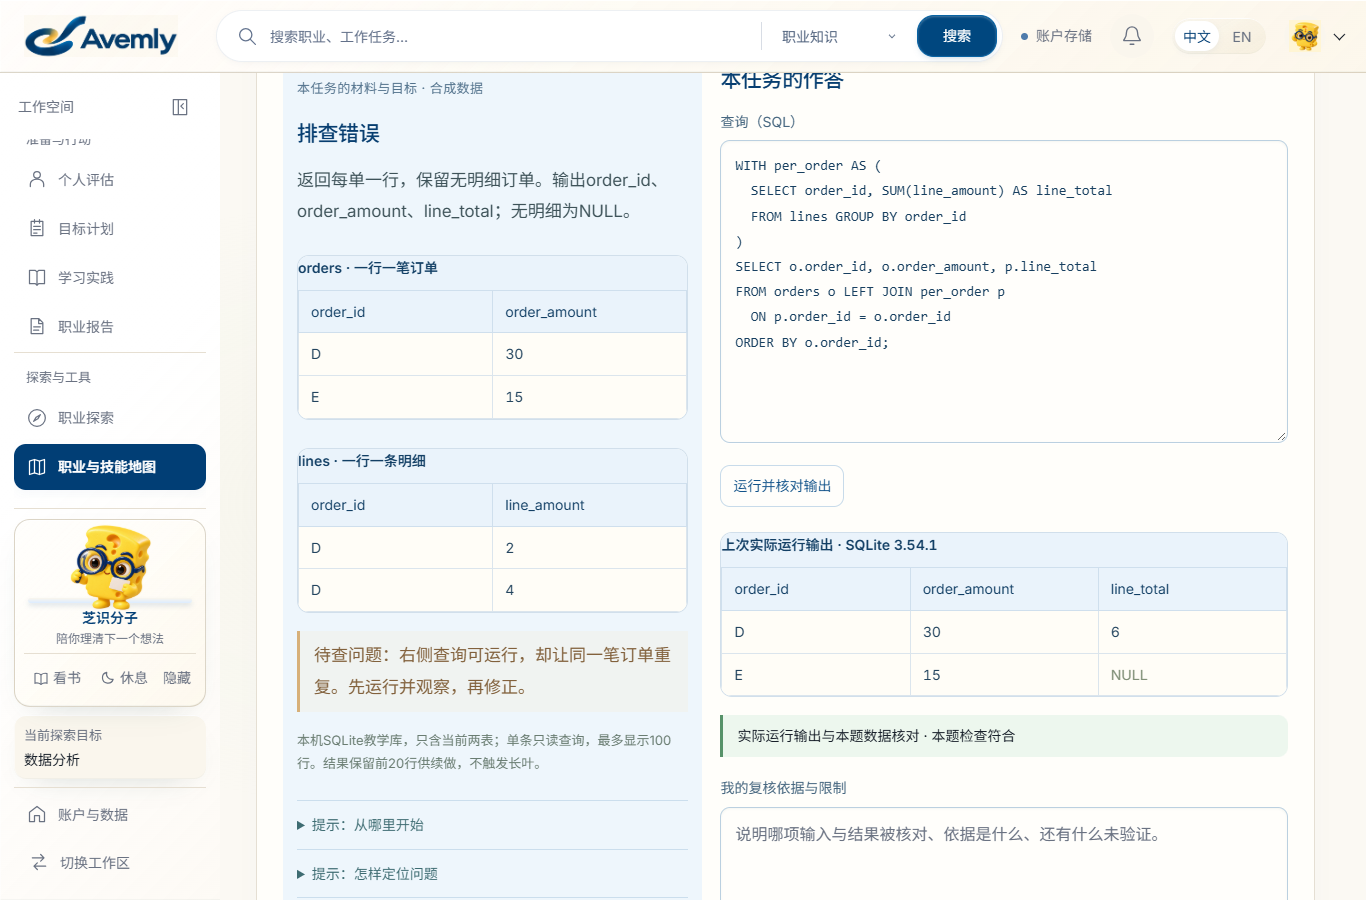 Avemly
搜索职业、工作任务...
职业知识
搜索
账户存储
中文
EN
工作空间
准备与行动
个人评估
目标计划
学习实践
职业报告
探索与工具
职业探索
职业与技能地图
芝识分子
陪你理清下一个想法
看书
休息
隐藏
当前探索目标
数据分析
账户与数据
切换工作区
本任务的材料与目标 · 合成数据
排查错误
返回每单一行，保留无明细订单。输出order_id、
order_amount、line_total；无明细为NULL。
orders · 一行一笔订单
order_id order_amount
D 30
E 15
lines · 一行一条明细
order_id line_amount
D 2
D 4
待查问题：右侧查询可运行，却让同一笔订单重
复。先运行并观察，再修正。
本机SQLite教学库，只含当前两表；单条只读查询，最多显示100
行。结果保留前20行供续做，不触发长叶。
提示：从哪里开始
提示：怎样定位问题
本任务的作答
查询（SQL）
WITH per_order AS (
SELECT order_id, SUM(line_amount) AS line_total
FROM lines GROUP BY order_id
)
SELECT o.order_id, o.order_amount, p.line_total
FROM orders o LEFT JOIN per_order p
ON p.order_id = o.order_id
ORDER BY o.order_id;
运行并核对输出
上次实际运行输出 · SQLite 3.54.1
order_id order_amount line_total
D 30 6
E 15 NULL
实际运行输出与本题数据核对 · 本题检查符合
我的复核依据与限制
说明哪项输入与结果被核对、依据是什么、还有什么未验证。